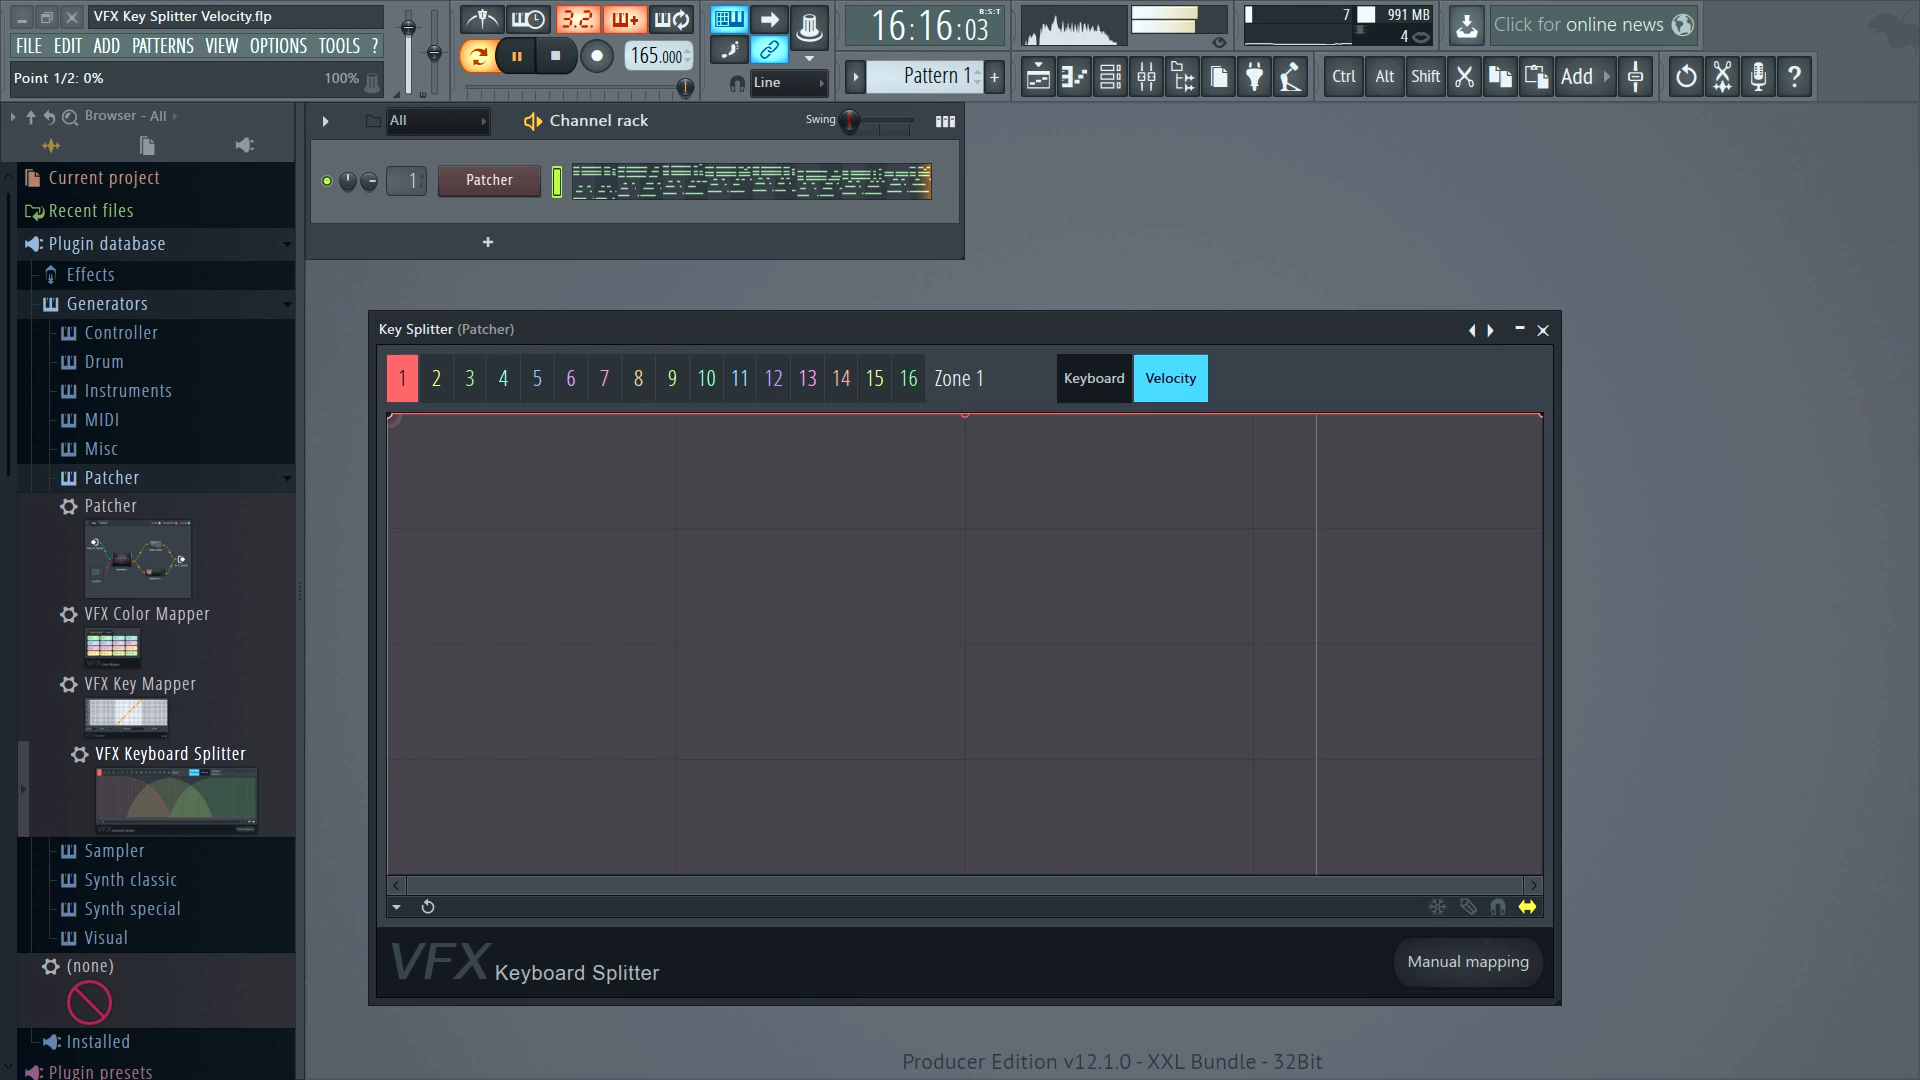 VFX Key Splitter Velocity.flp
FILE EDIT ADD PATTERNS VIEW OPTIONS TOOLS ?
Point 1/2: 0% 100%
3.2.
165.000
Line
16:16:03
B:S:T
Pattern 1
+
7 991 MB
4
Click for online news
Ctrl Alt Shift Add ?
Browser - All
Current project
Recent files
Plugin database
Effects
Generators
Controller
Drum
Instruments
MIDI
Misc
Patcher
Patcher
VFX Color Mapper
VFX Key Mapper
VFX Keyboard Splitter
Sampler
Synth classic
Synth special
Visual
(none)
Installed
Plugin presets
All Channel rack Swing
1 Patcher
+
Key Splitter (Patcher)
1 2 3 4 5 6 7 8 9 10 11 12 13 14 15 16 Zone 1 Keyboard Velocity
VFX Keyboard Splitter
Manual mapping
Producer Edition v12.1.0 - XXL Bundle - 32Bit